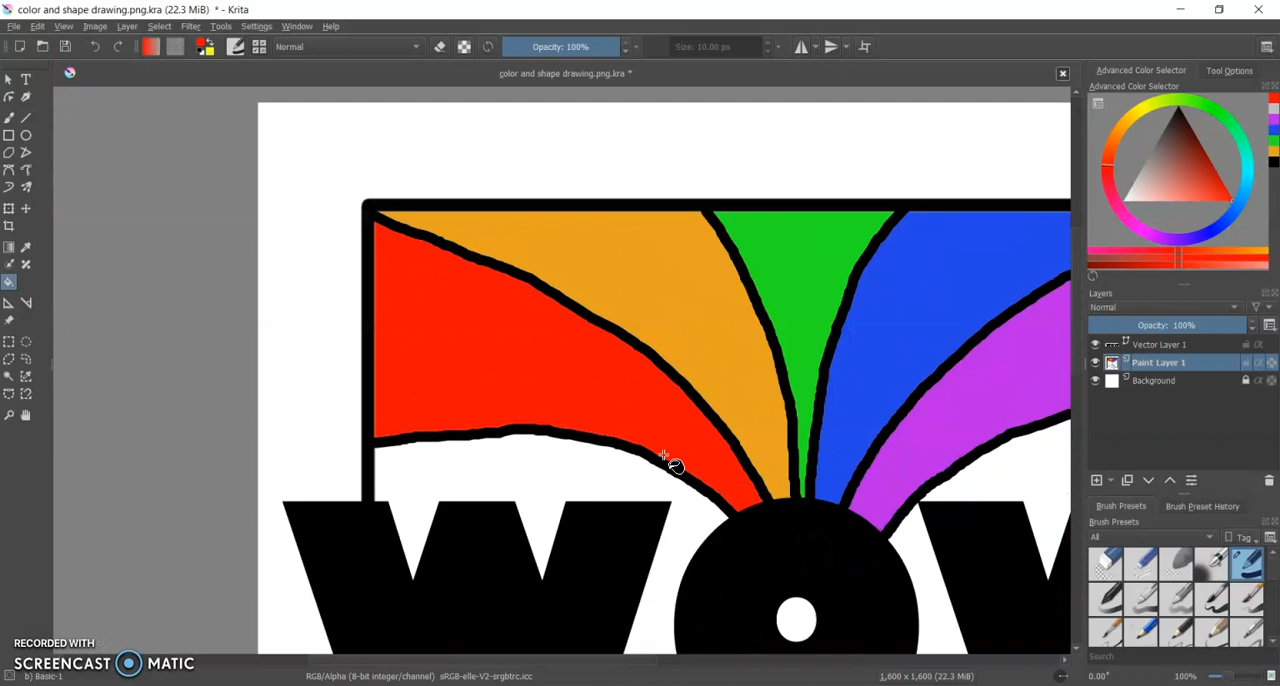 color and shape drawing.png.kra (22.3 MiB) * - Krita
File Edit View Image Layer Select Filter Tools Settings Window Help
Normal Opacity: 100% Size: 10.00 px
color and shape drawing.png.kra (22.3 MiB) *
Advanced Color Selector Tool Options
Advanced Color Selector
Layers
Normal
Opacity: 100%
Vector Layer 1
Paint Layer 1
Background
Brush Presets Brush Preset History
Brush Presets
All Tag
WOW
Search
RECORDED WITH
SCREENCAST MATIC
b) Basic-1 RGB/Alpha (8-bit integer/channel) sRGB-elle-V2-srgbtrc.icc 1,600 x 1,600 (22.3 MiB) 0.00° 100%